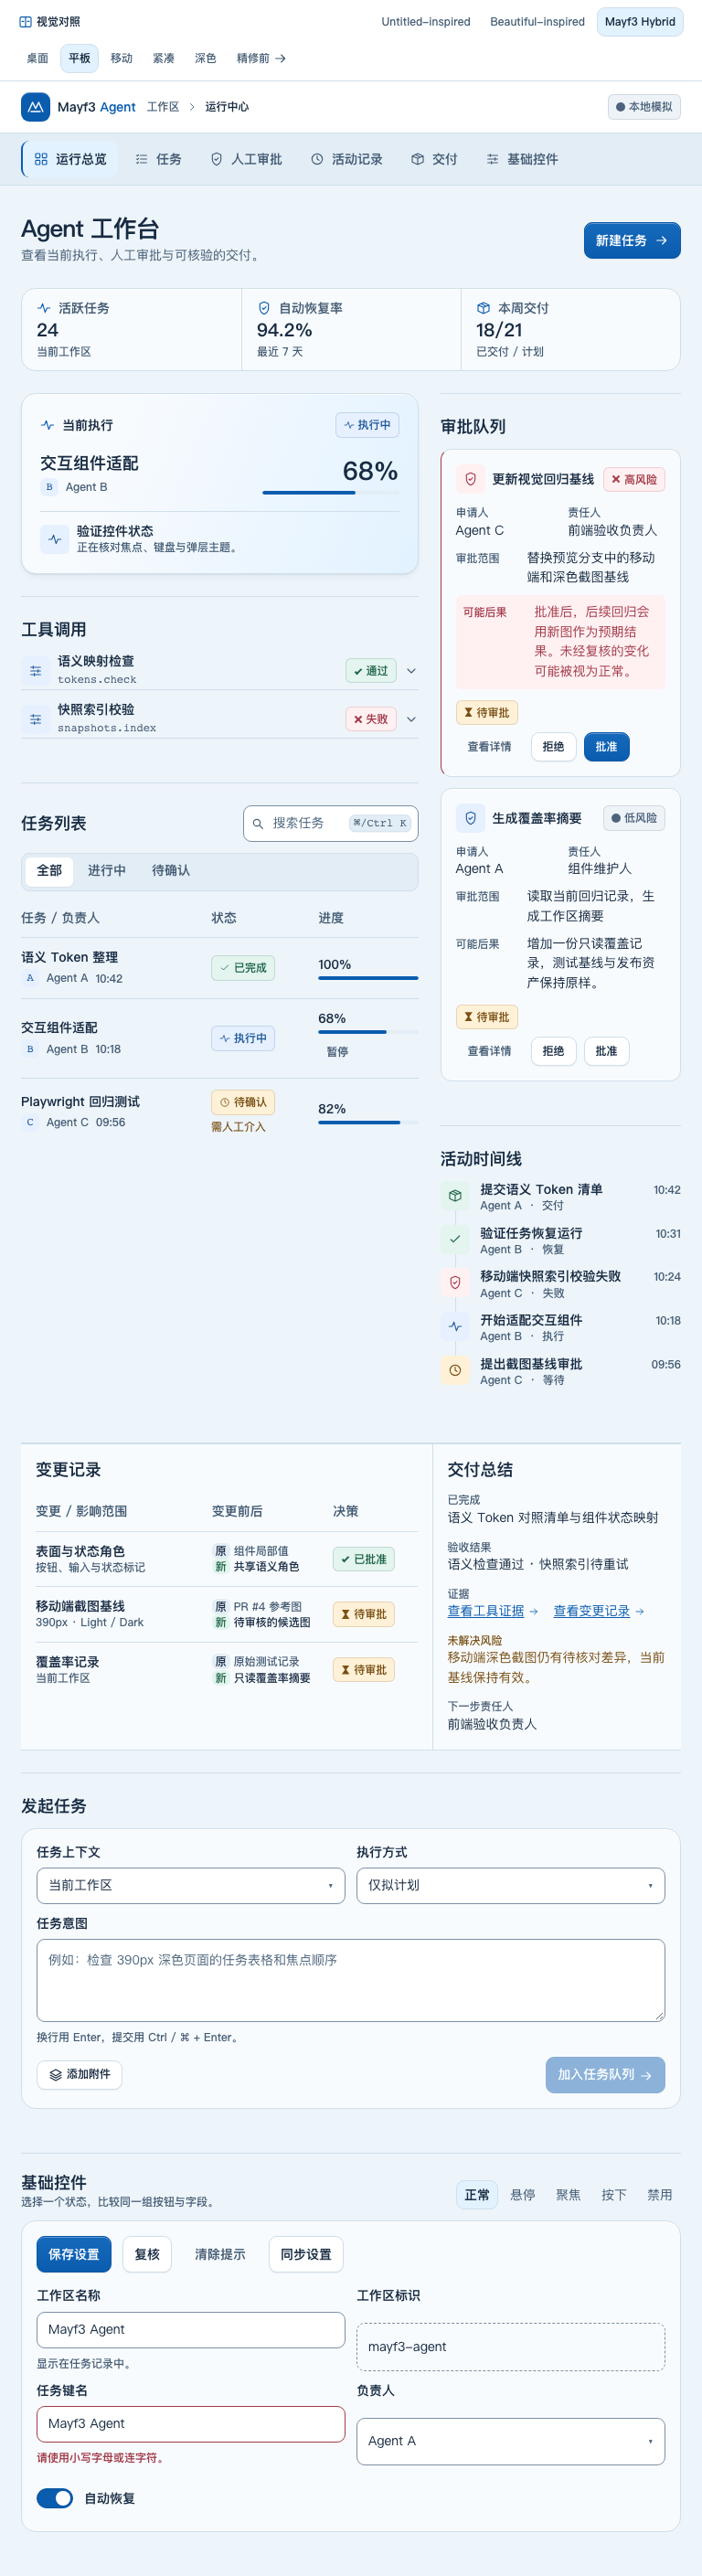 视觉对照
Untitled-inspired Beautiful-inspired Mayf3 Hybrid
桌面 平板 移动 紧凑 深色 精修前 →
Mayf3 Agent 工作区 > 运行中心 本地模拟
运行总览 任务 人工审批 活动记录 交付 基础控件
Agent 工作台
查看当前执行、人工审批与可核验的交付。
新建任务 →
活跃任务
24
当前工作区
自动恢复率
94.2%
最近 7 天
本周交付
18/21
已交付 / 计划
当前执行 执行中
交互组件适配
B Agent B
68%
验证控件状态
正在核对焦点、键盘与弹层主题。
工具调用
语义映射检查
tokens.check
通过
快照索引校验
snapshots.index
失败
任务列表
搜索任务 ⌘/Ctrl K
全部 进行中 待确认
任务 / 负责人 状态 进度
语义 Token 整理
A Agent A 10:42
已完成
100%
交互组件适配
B Agent B 10:18
执行中
68%
暂停
Playwright 回归测试
C Agent C 09:56
待确认
需人工介入
82%
审批队列
更新视觉回归基线 高风险
申请人 责任人
Agent C 前端验收负责人
审批范围 替换预览分支中的移动
端和深色截图基线
可能后果 批准后，后续回归会
用新图作为预期结
果。未经复核的变化
可能被视为正常。
待审批
查看详情 拒绝 批准
生成覆盖率摘要 低风险
申请人 责任人
Agent A 组件维护人
审批范围 读取当前回归记录，生
成工作区摘要
可能后果 增加一份只读覆盖记
录，测试基线与发布资
产保持原样。
待审批
查看详情 拒绝 批准
活动时间线
提交语义 Token 清单 10:42
Agent A · 交付
验证任务恢复运行 10:31
Agent B · 恢复
移动端快照索引校验失败 10:24
Agent C · 失败
开始适配交互组件 10:18
Agent B · 执行
提出截图基线审批 09:56
Agent C · 等待
变更记录
变更 / 影响范围 变更前后 决策
表面与状态角色
按钮、输入与状态标记
原 组件局部值
新 共享语义角色
已批准
移动端截图基线
390px · Light / Dark
原 PR #4 参考图
新 待审核的候选图
待审批
覆盖率记录
当前工作区
原 原始测试记录
新 只读覆盖率摘要
待审批
交付总结
已完成
语义 Token 对照清单与组件状态映射
验收结果
语义检查通过 · 快照索引待重试
证据
查看工具证据 → 查看变更记录 →
未解决风险
移动端深色截图仍有待核对差异，当前
基线保持有效。
下一步责任人
前端验收负责人
发起任务
任务上下文 执行方式
当前工作区 仅拟计划
任务意图
例如：检查 390px 深色页面的任务表格和焦点顺序
换行用 Enter，提交用 Ctrl / ⌘ + Enter。
添加附件 加入任务队列 →
基础控件
选择一个状态，比较同一组按钮与字段。
正常 悬停 聚焦 按下 禁用
保存设置 复核 清除提示 同步设置
工作区名称 工作区标识
Mayf3 Agent mayf3-agent
显示在任务记录中。
任务键名 负责人
Mayf3 Agent Agent A
请使用小写字母或连字符。
自动恢复